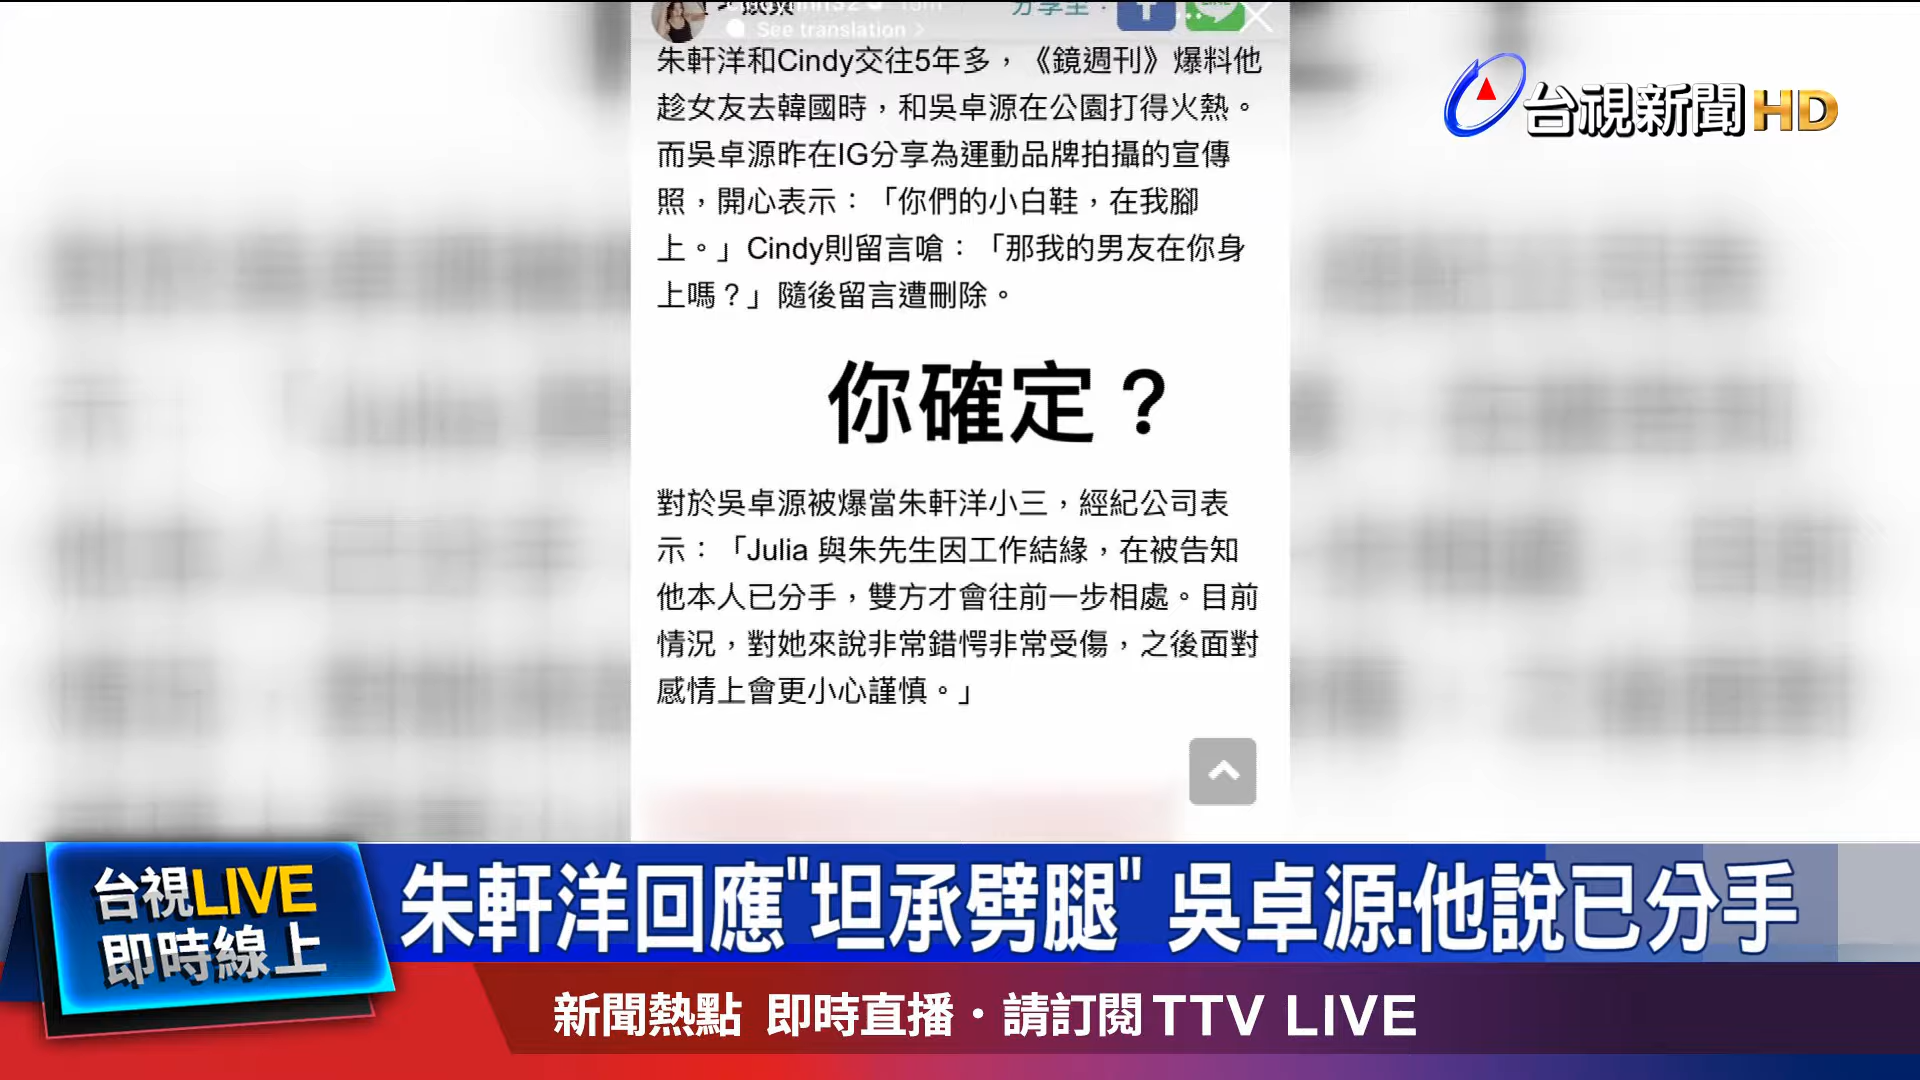 See translation >
分享至：
朱軒洋和Cindy交往5年多，《鏡週刊》爆料他
趁女友去韓國時，和吳卓源在公園打得火熱。
而吳卓源昨在IG分享為運動品牌拍攝的宣傳
照，開心表示：「你們的小白鞋，在我腳
上。」Cindy則留言嗆：「那我的男友在你身
上嗎？」隨後留言遭刪除。
你確定？
對於吳卓源被爆當朱軒洋小三，經紀公司表
示：「Julia 與朱先生因工作結緣，在被告知
他本人已分手，雙方才會往前一步相處。目前
情況，對她來說非常錯愕非常受傷，之後面對
感情上會更小心謹慎。」
台視新聞HD
台視LIVE
即時線上
朱軒洋回應"坦承劈腿" 吳卓源:他說已分手
新聞熱點 即時直播・請訂閱TTV LIVE